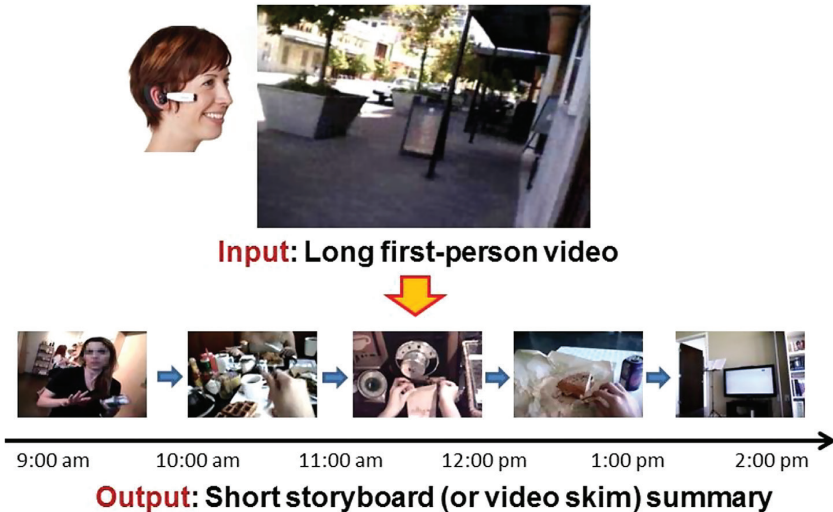 Input: Long first-person video
9:00 am 10:00 am 11:00 am 12:00 pm 1:00 pm 2:00 pm
Output: Short storyboard (or video skim) summary